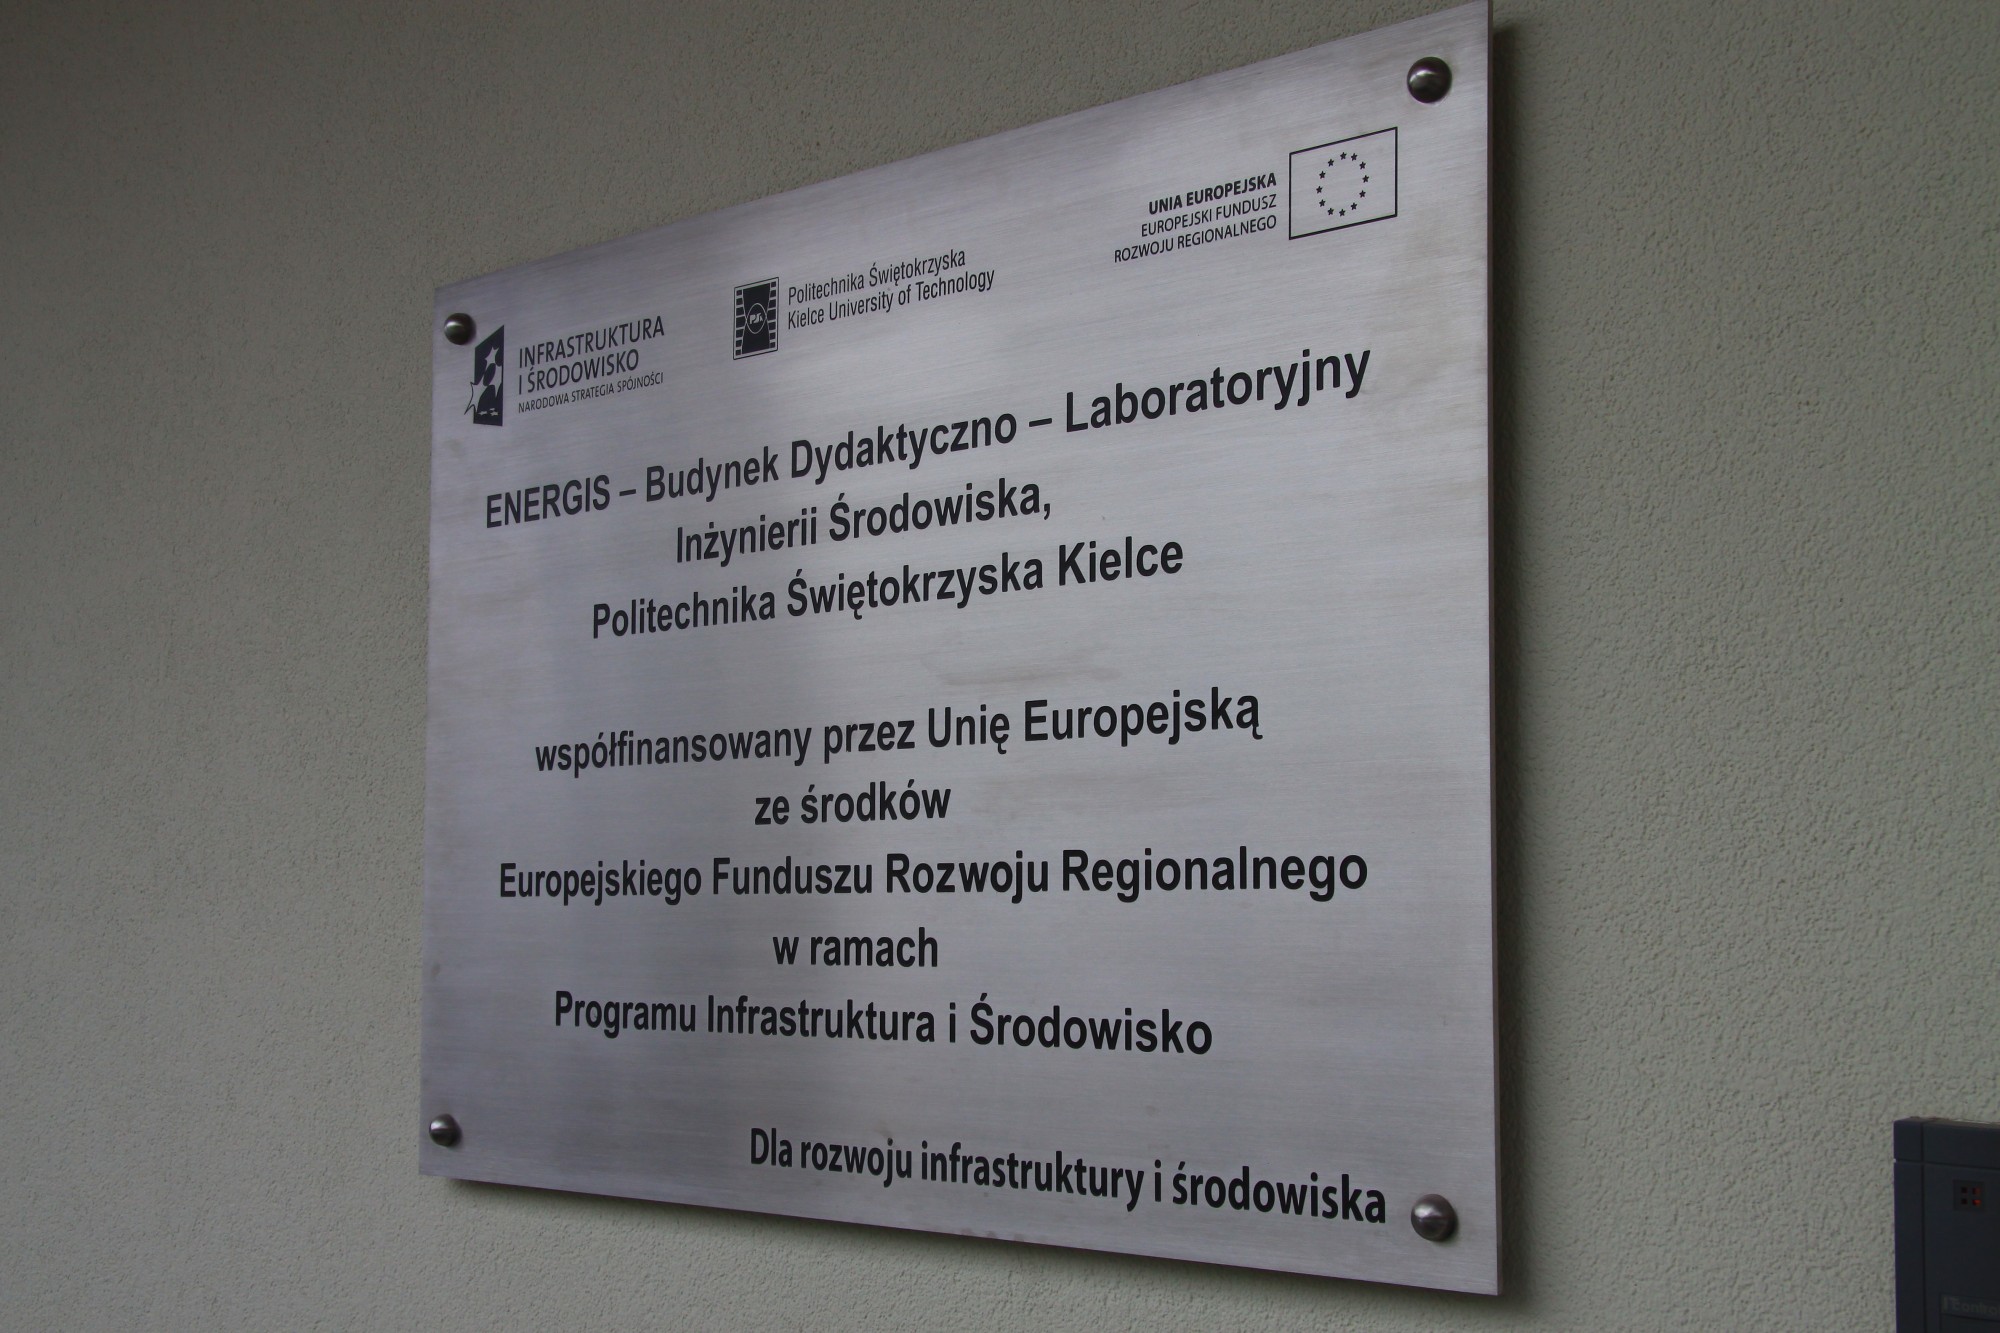 INFRASTRUKTURA
I ŚRODOWISKO
NARODOWA STRATEGIA SPÓJNOŚCI
Politechnika Świętokrzyska
Kielce University of Technology
UNIA EUROPEJSKA
EUROPEJSKI FUNDUSZ
ROZWOJU REGIONALNEGO
ENERGIS – Budynek Dydaktyczno – Laboratoryjny
Inżynierii Środowiska,
Politechnika Świętokrzyska Kielce
współfinansowany przez Unię Europejską
ze środków
Europejskiego Funduszu Rozwoju Regionalnego
w ramach
Programu Infrastruktura i Środowisko
Dla rozwoju infrastruktury i środowiska